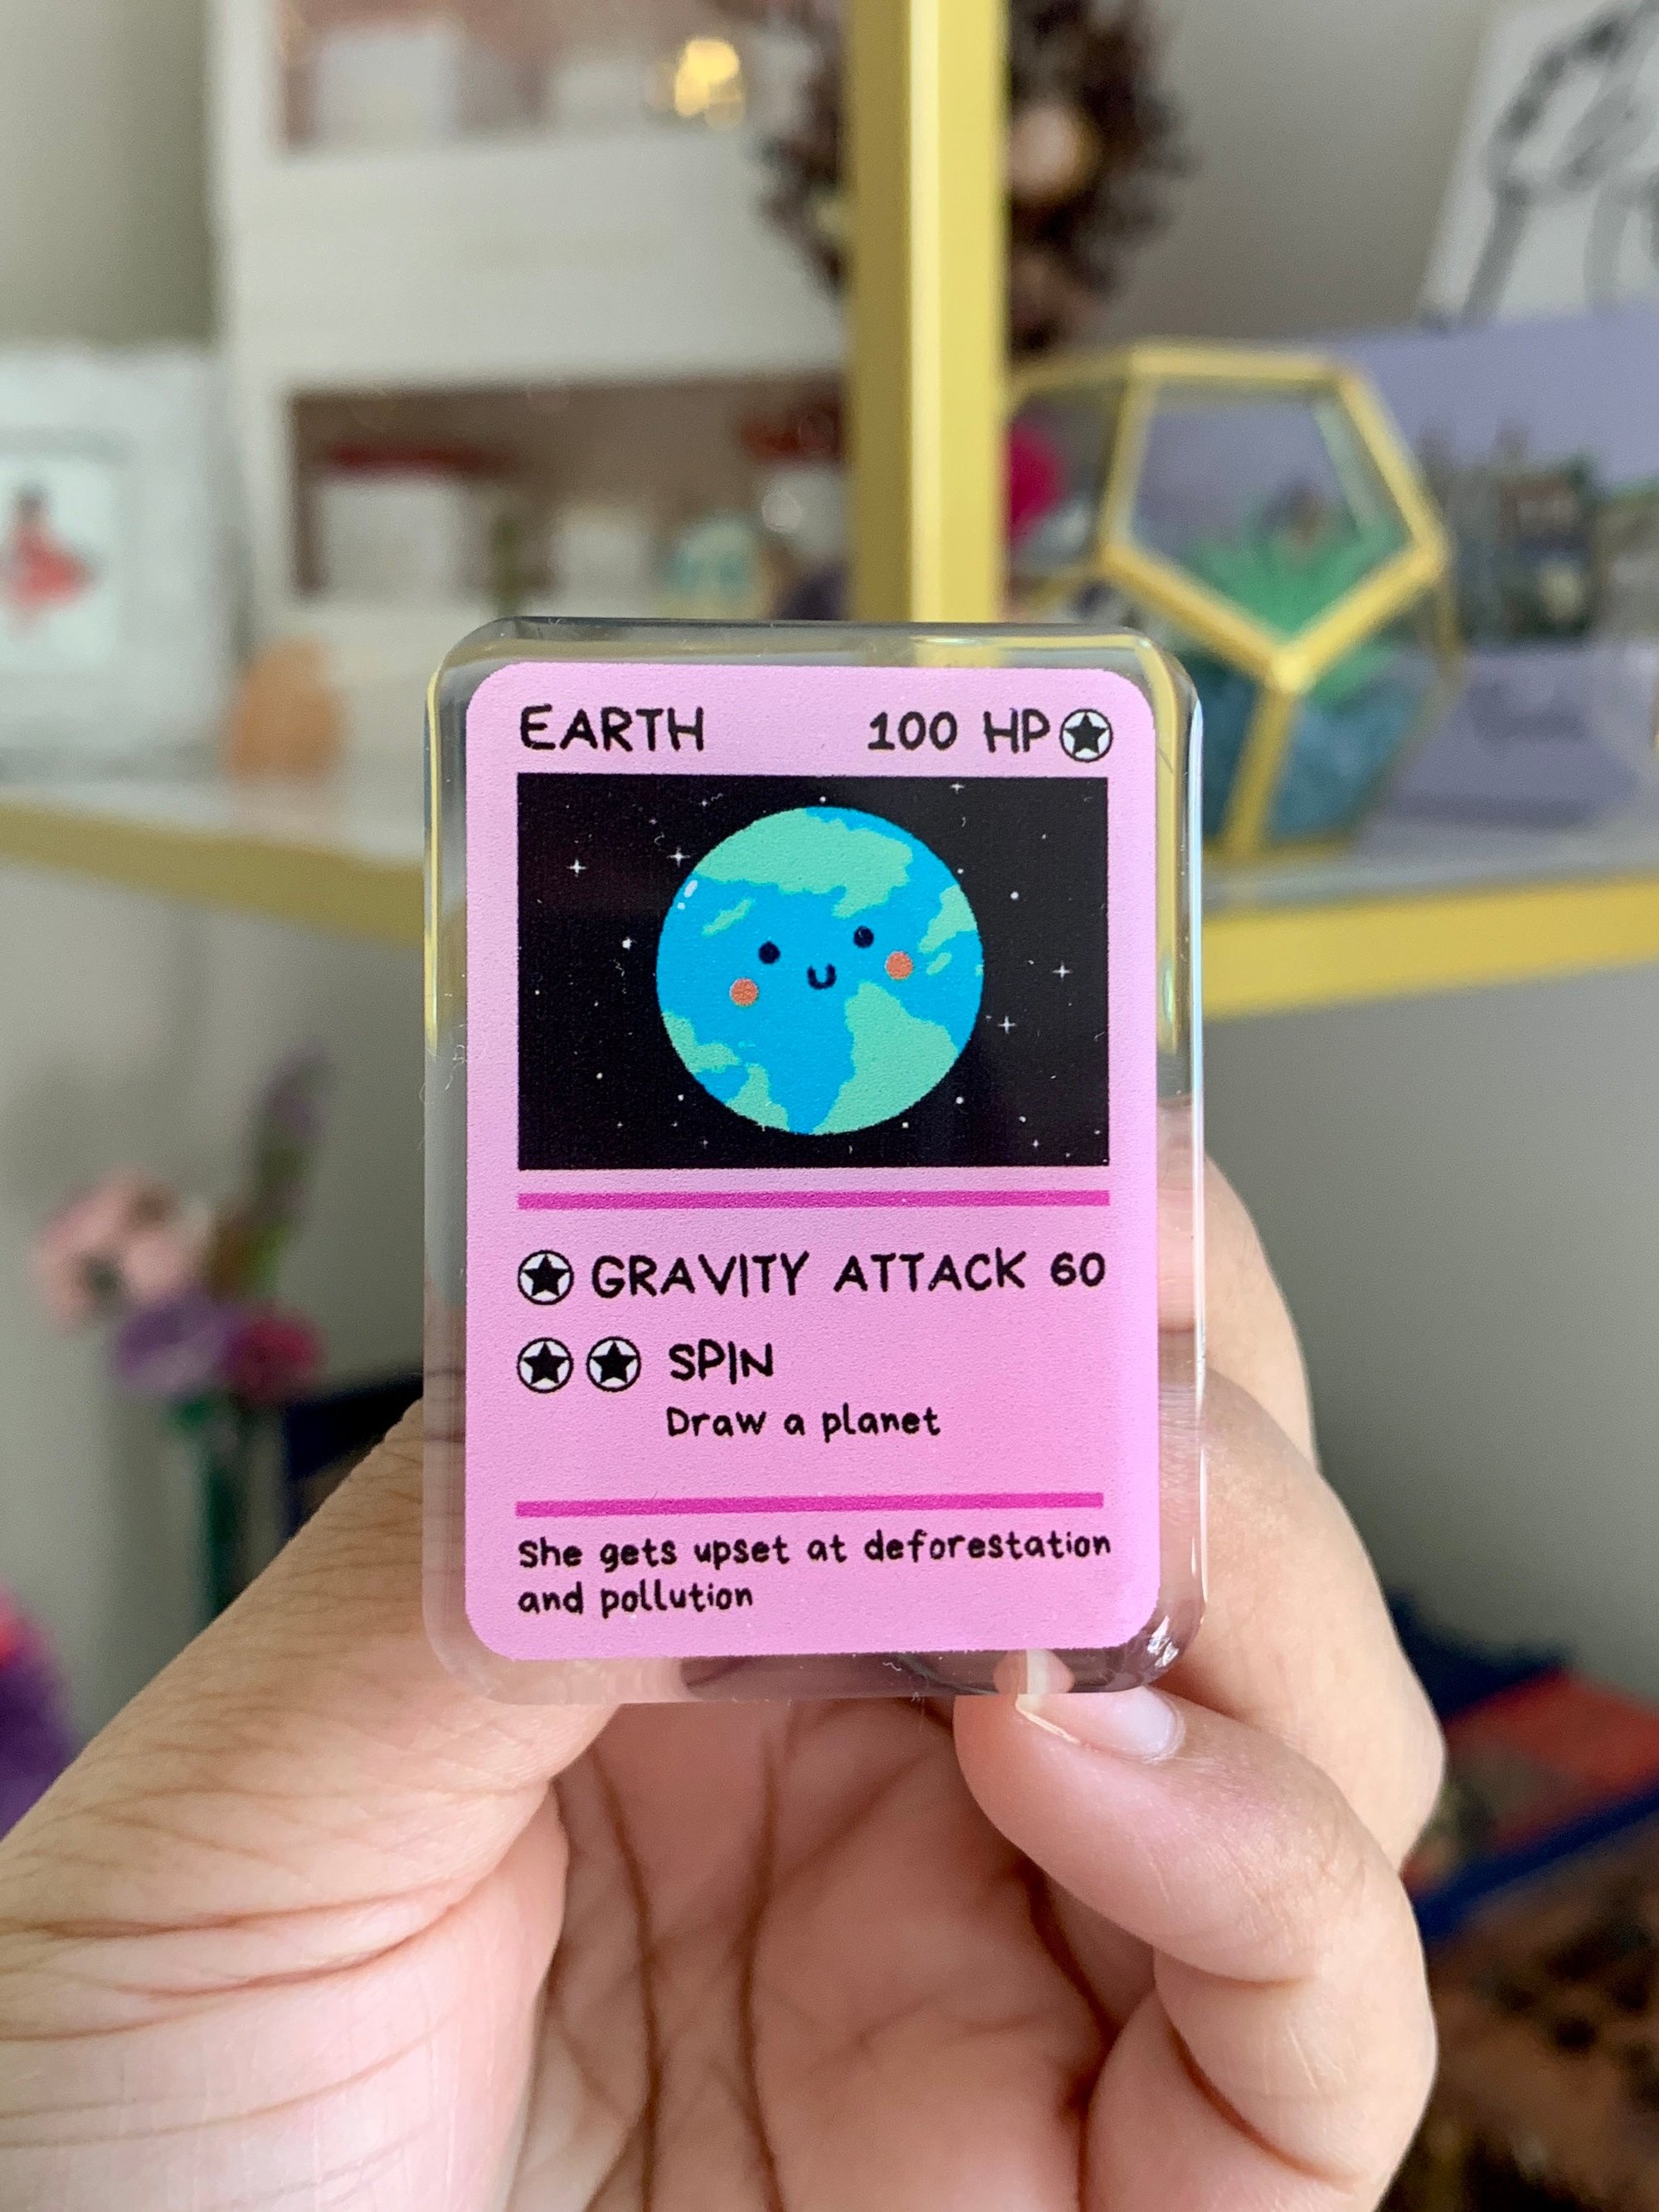 EARTH 100 HP
GRAVITY ATTACK 60
SPIN
Draw a planet
She gets upset at deforestation
and pollution